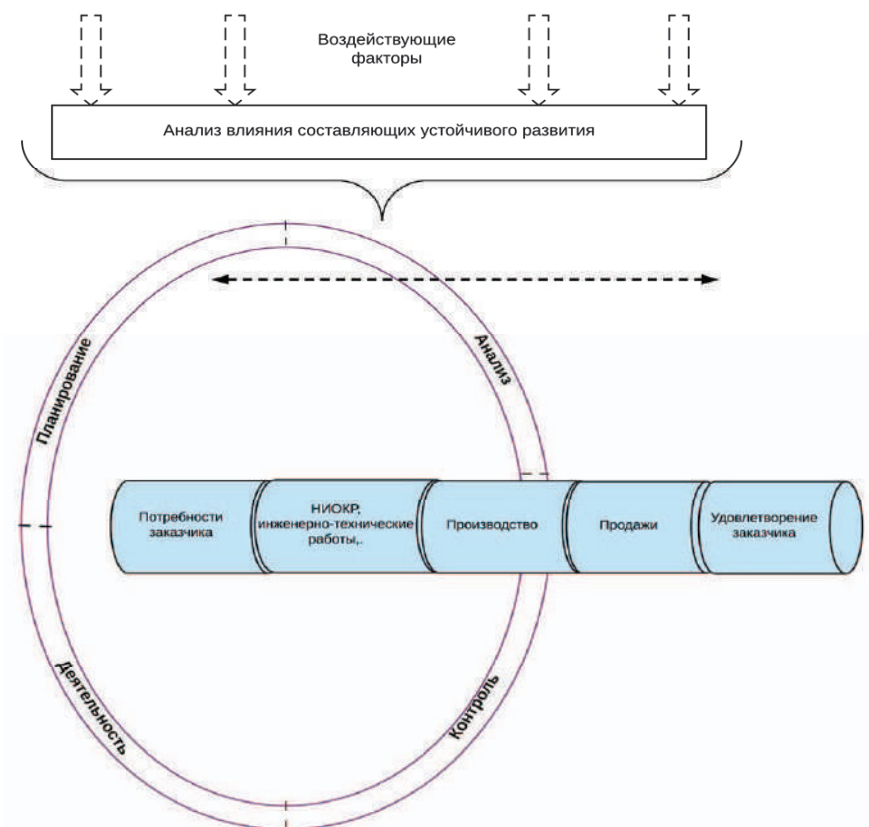 Воздействующие
факторы
Анализ влияния составляющих устойчивого развития
Планирование
Анализ
Потребности
заказчика
НИОКР,
инженерно-технические
работы,.
Производство
Продажи
Удовлетворение
заказчика
Деятельность
Контроль